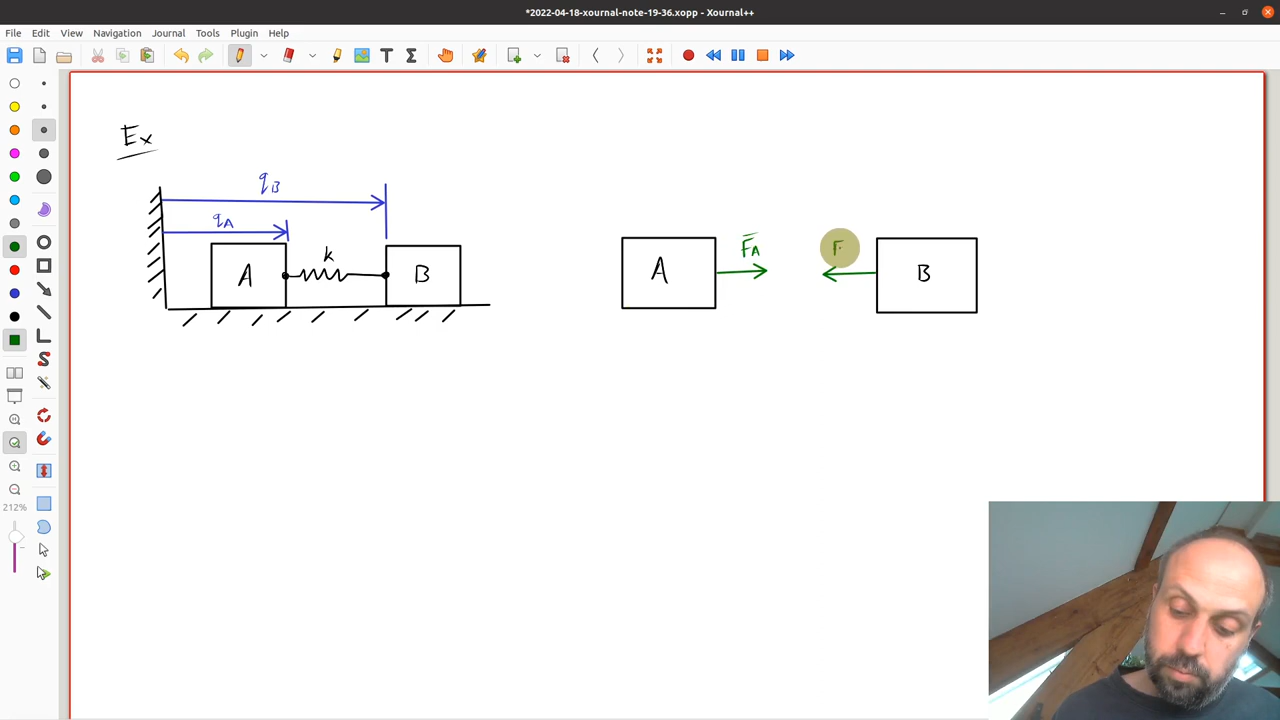 *2022-04-18-xournal-note-19-36.xopp - Xournal++
File Edit View Navigation Journal Tools Plugin Help
Ex
q_B
q_A
k
A
B
F̅_A
F
A
B
212%